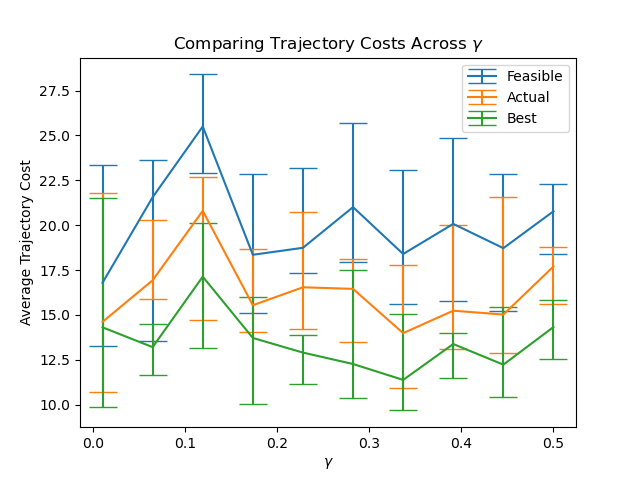 Comparing Trajectory Costs Across γ
Feasible
Actual
Best
Average Trajectory Cost
27.5
25.0
22.5
20.0
17.5
15.0
12.5
10.0
0.0 0.1 0.2 0.3 0.4 0.5
γ